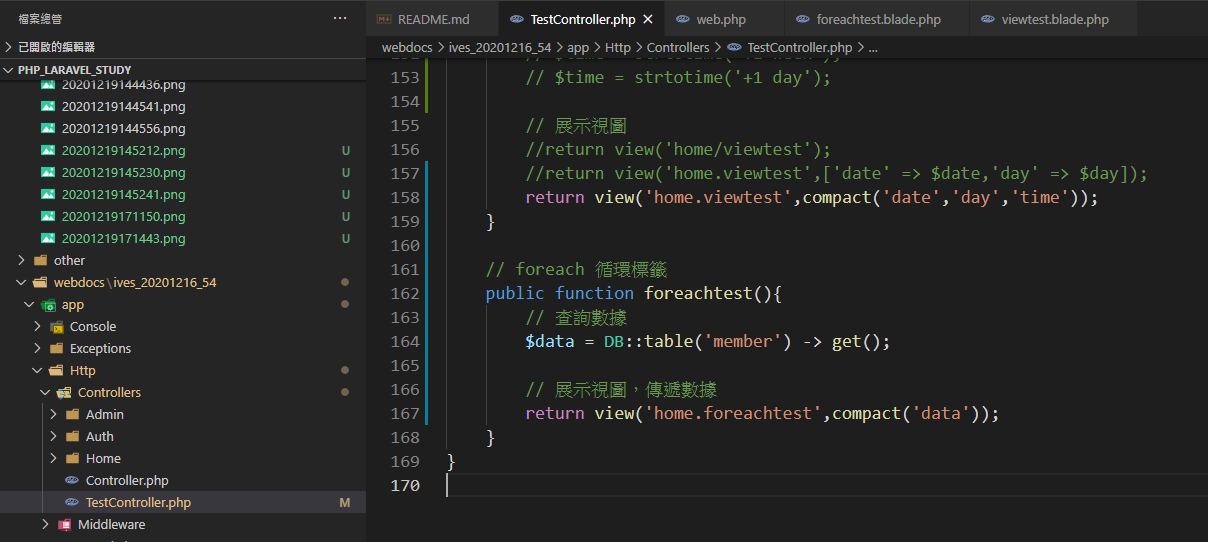 檔案總管
已開啟的編輯器
PHP_LARAVEL_STUDY
20201219144436.png
20201219144541.png
20201219144556.png
20201219145212.png U
20201219145230.png U
20201219145241.png U
20201219171150.png U
20201219171443.png U
other
webdocs\ives_20201216_54
app
Console
Exceptions
Http
Controllers
Admin
Auth
Home
Controller.php
TestController.php M
Middleware
README.md TestController.php web.php foreachtest.blade.php viewtest.blade.php
webdocs > ives_20201216_54 > app > Http > Controllers > TestController.php > ...
153 // $time = strtotime('+1 day');
154
155 // 展示視圖
156 //return view('home/viewtest');
157 //return view('home.viewtest',['date' => $date,'day' => $day]);
158 return view('home.viewtest',compact('date','day','time'));
159 }
160
161 // foreach 循環標籤
162 public function foreachtest(){
163 // 查詢數據
164 $data = DB::table('member') -> get();
165
166 // 展示視圖，傳遞數據
167 return view('home.foreachtest',compact('data'));
168 }
169 }
170